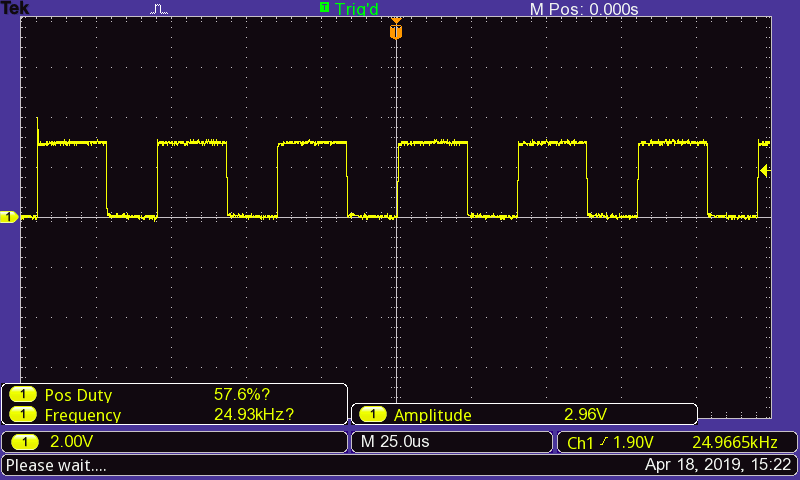 Tek T Trig'd M Pos: 0.000s
T
1
1 Pos Duty 57.6%?
1 Frequency 24.93kHz?
1 Amplitude 2.96V
1 2.00V M 25.0us Ch1 1.90V 24.9665kHz
Please wait.... Apr 18, 2019, 15:22